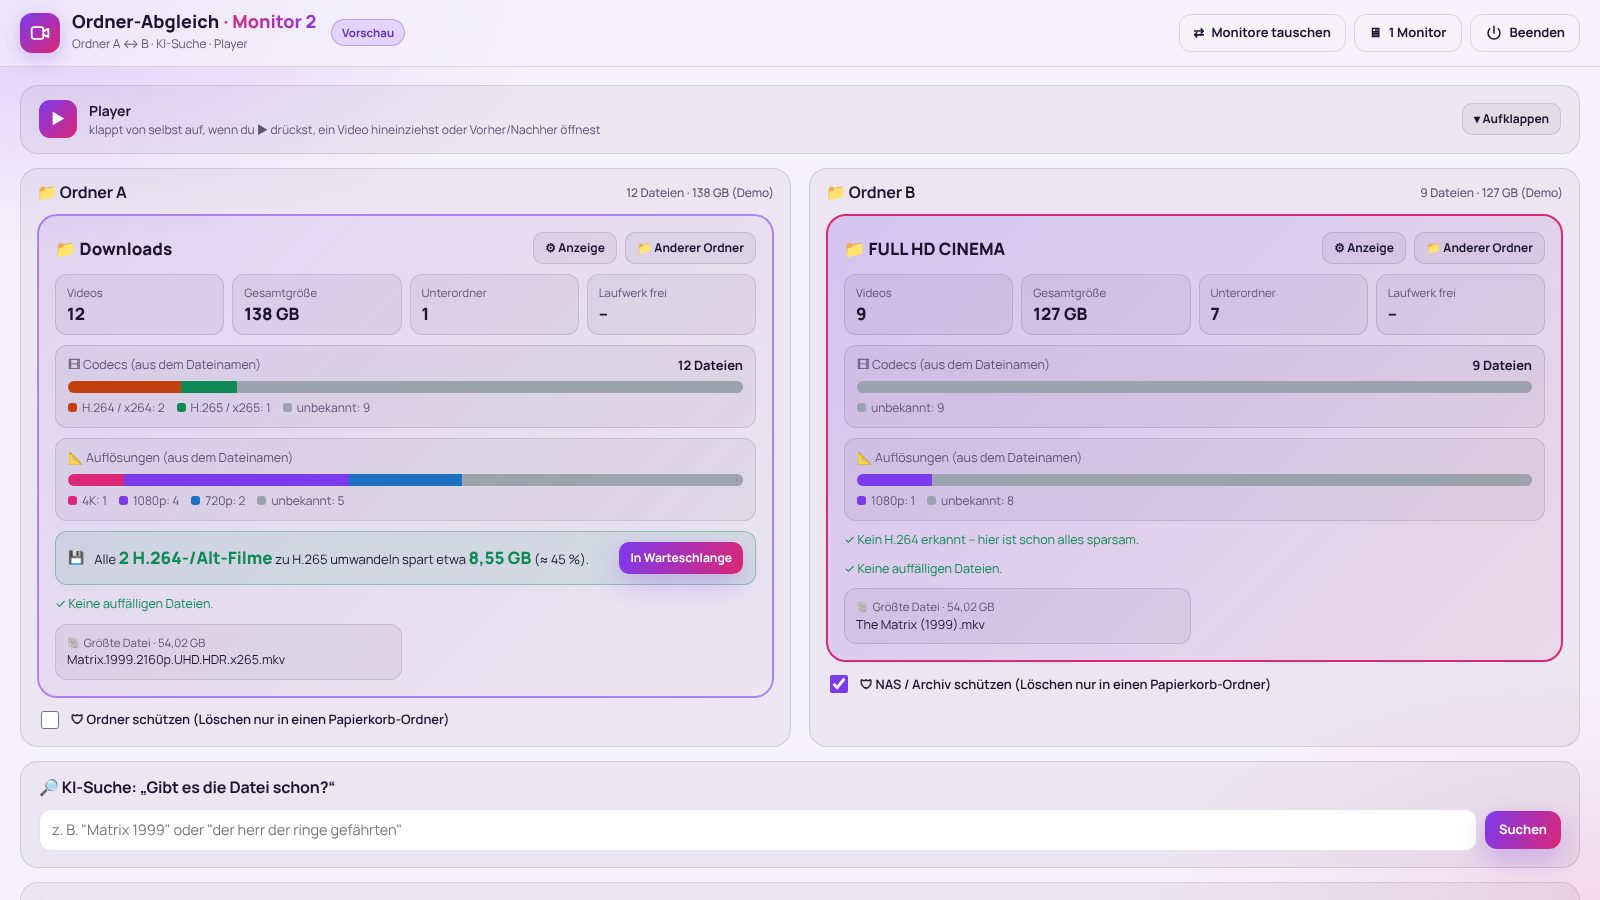 Ordner-Abgleich · Monitor 2
Vorschau
Ordner A ↔ B · KI-Suche · Player
⇄ Monitore tauschen
1 Monitor
Beenden
Player
klappt von selbst auf, wenn du ▶ drückst, ein Video hineinziehst oder Vorher/Nachher öffnest
▾ Aufklappen
Ordner A
12 Dateien · 138 GB (Demo)
Downloads
Anzeige
Anderer Ordner
Videos
12
Gesamtgröße
138 GB
Unterordner
1
Laufwerk frei
–
Codecs (aus dem Dateinamen)
12 Dateien
H.264 / x264: 2
H.265 / x265: 1
unbekannt: 9
Auflösungen (aus dem Dateinamen)
4K: 1
1080p: 4
720p: 2
unbekannt: 5
Alle 2 H.264-/Alt-Filme zu H.265 umwandeln spart etwa 8,55 GB (≈ 45 %).
In Warteschlange
✓ Keine auffälligen Dateien.
Größte Datei · 54,02 GB
Matrix.1999.2160p.UHD.HDR.x265.mkv
Ordner schützen (Löschen nur in einen Papierkorb-Ordner)
Ordner B
9 Dateien · 127 GB (Demo)
FULL HD CINEMA
Anzeige
Anderer Ordner
Videos
9
Gesamtgröße
127 GB
Unterordner
7
Laufwerk frei
–
Codecs (aus dem Dateinamen)
9 Dateien
unbekannt: 9
Auflösungen (aus dem Dateinamen)
1080p: 1
unbekannt: 8
✓ Kein H.264 erkannt – hier ist schon alles sparsam.
✓ Keine auffälligen Dateien.
Größte Datei · 54,02 GB
The Matrix (1999).mkv
NAS / Archiv schützen (Löschen nur in einen Papierkorb-Ordner)
KI-Suche: „Gibt es die Datei schon?“
z. B. "Matrix 1999" oder "der herr der ringe gefährten"
Suchen